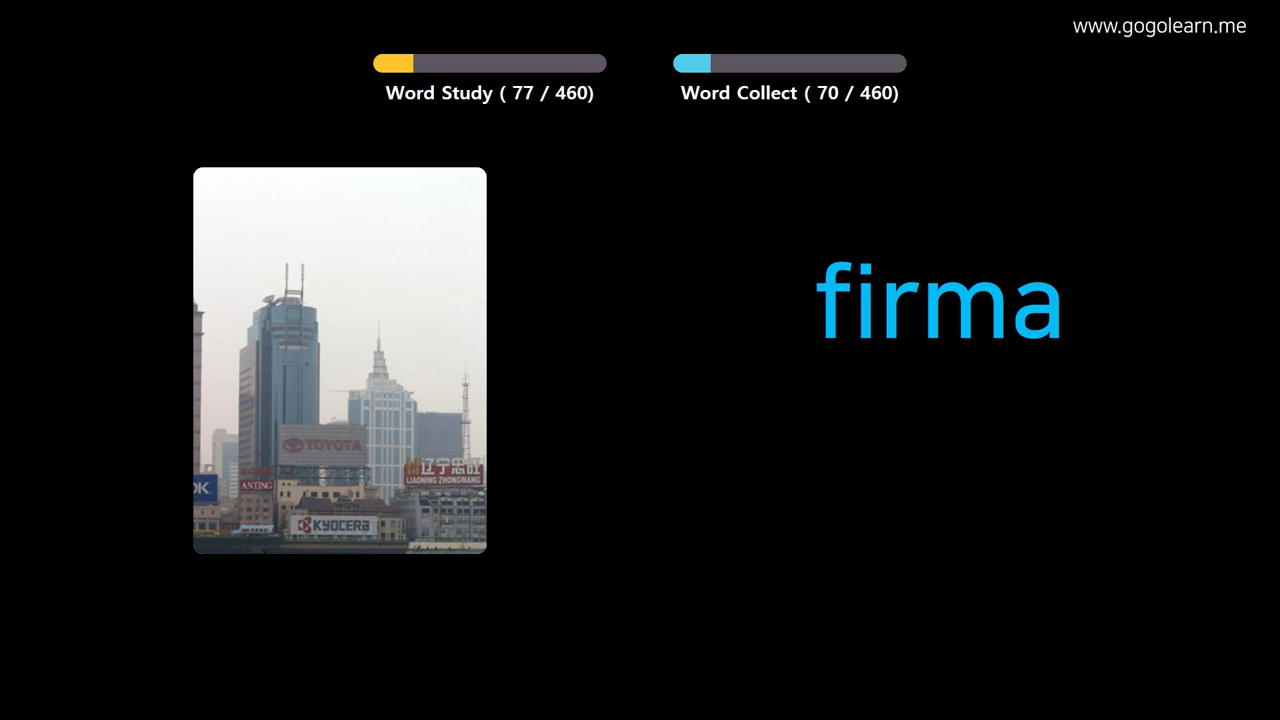 www.gogolearn.me
Word Study ( 77 / 460)
Word Collect ( 70 / 460)
firma
TOYOTA
辽宁忠旺
LIAONING ZHONGWANG
OK
ANTING
KYOCERA